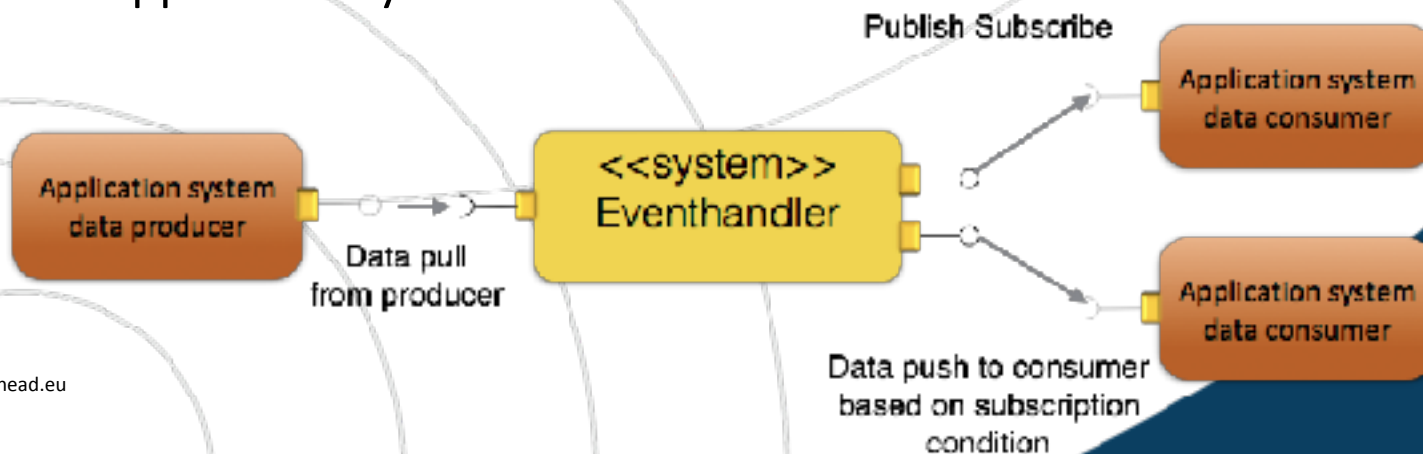 Publish Subscribe
Application system
data consumer
<<system>>
Eventhandler
Application system
data producer
Data pull
from producer
Application system
data consumer
Data push to consumer
based on subscription
condition
head.eu